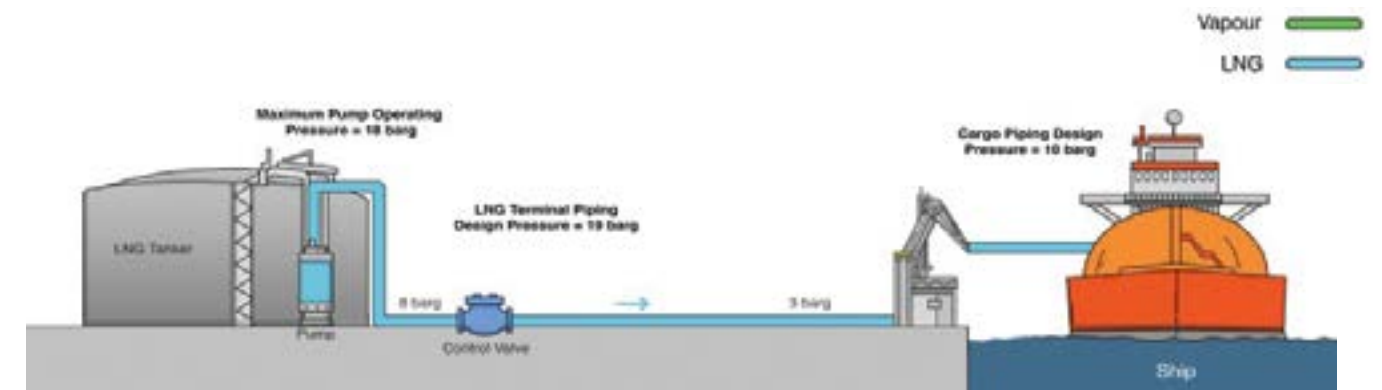 Vapour
LNG
Maximum Pump Operating
Pressure = 18 barg
Cargo Piping Design
Pressure = 10 barg
LNG Terminal Piping
Design Pressure = 19 barg
LNG
8 barg
3 barg
Pump
Control Valve
Ship